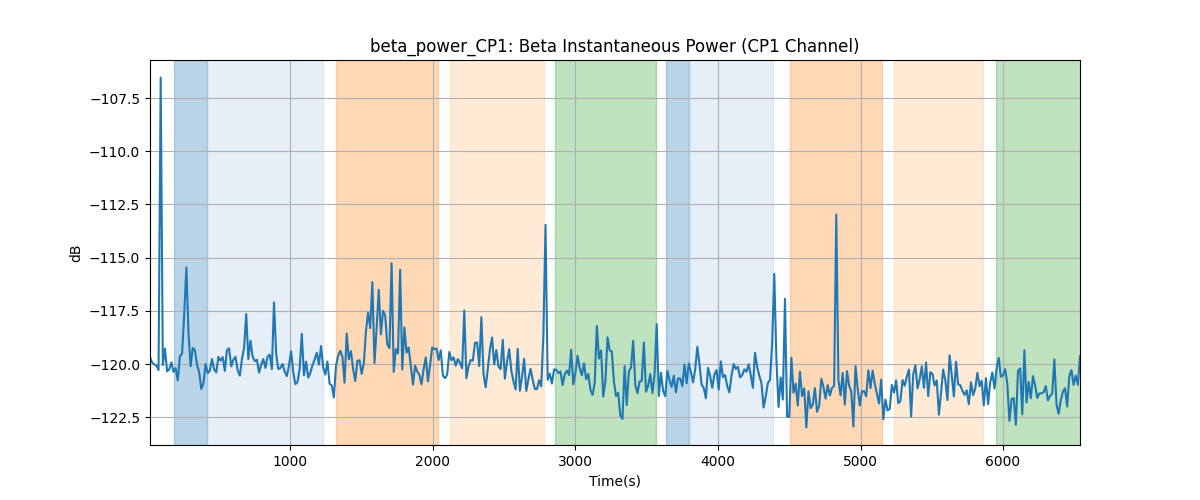 beta_power_CP1: Beta Instantaneous Power (CP1 Channel)
dB
−107.5
−110.0
−112.5
−115.0
−117.5
−120.0
−122.5
1000 2000 3000 4000 5000 6000
Time(s)